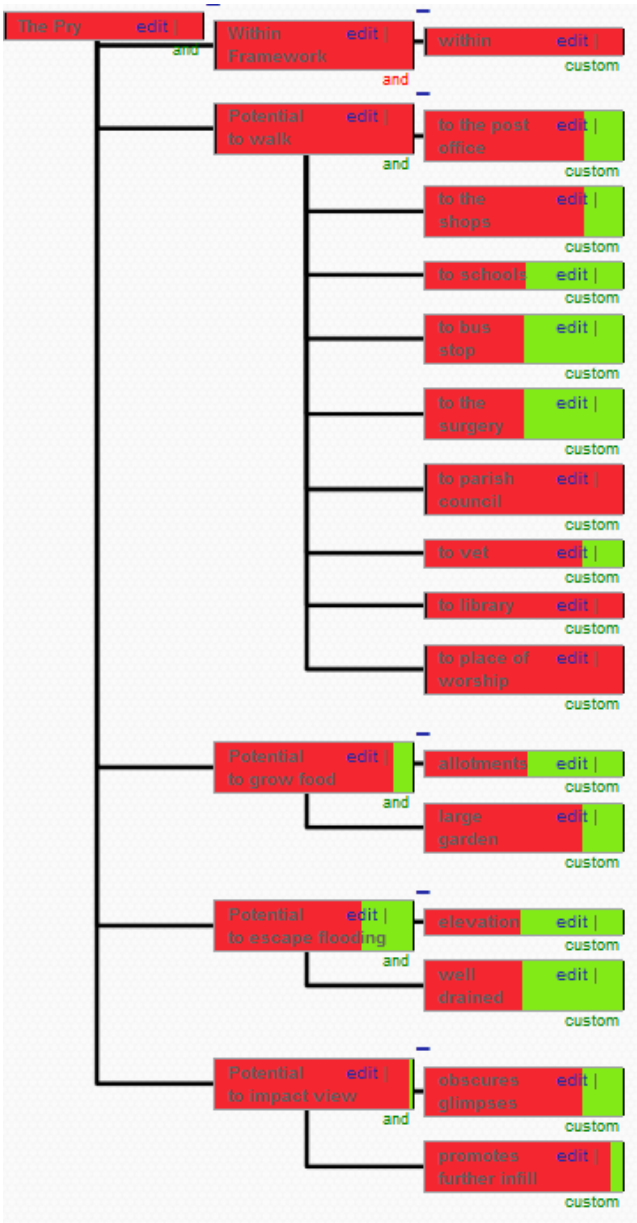 The Pry edit |
and
Within edit |
Framework
and
within
custom
Potential edit |
to walk
and
to the post edit |
office
custom
to the edit |
shops
custom
to schools edit |
custom
to bus edit |
stop
custom
to the edit |
surgery
custom
to parish edit |
council
custom
to vet edit |
custom
to library edit |
custom
to place of edit |
worship
custom
Potential edit |
to grow food
and
allotments edit |
custom
large edit |
garden
custom
Potential edit |
to escape flooding
and
elevation edit |
custom
well edit |
drained
custom
Potential edit |
to impact view
and
obscures edit |
glimpses
custom
promotes edit |
further infill
custom